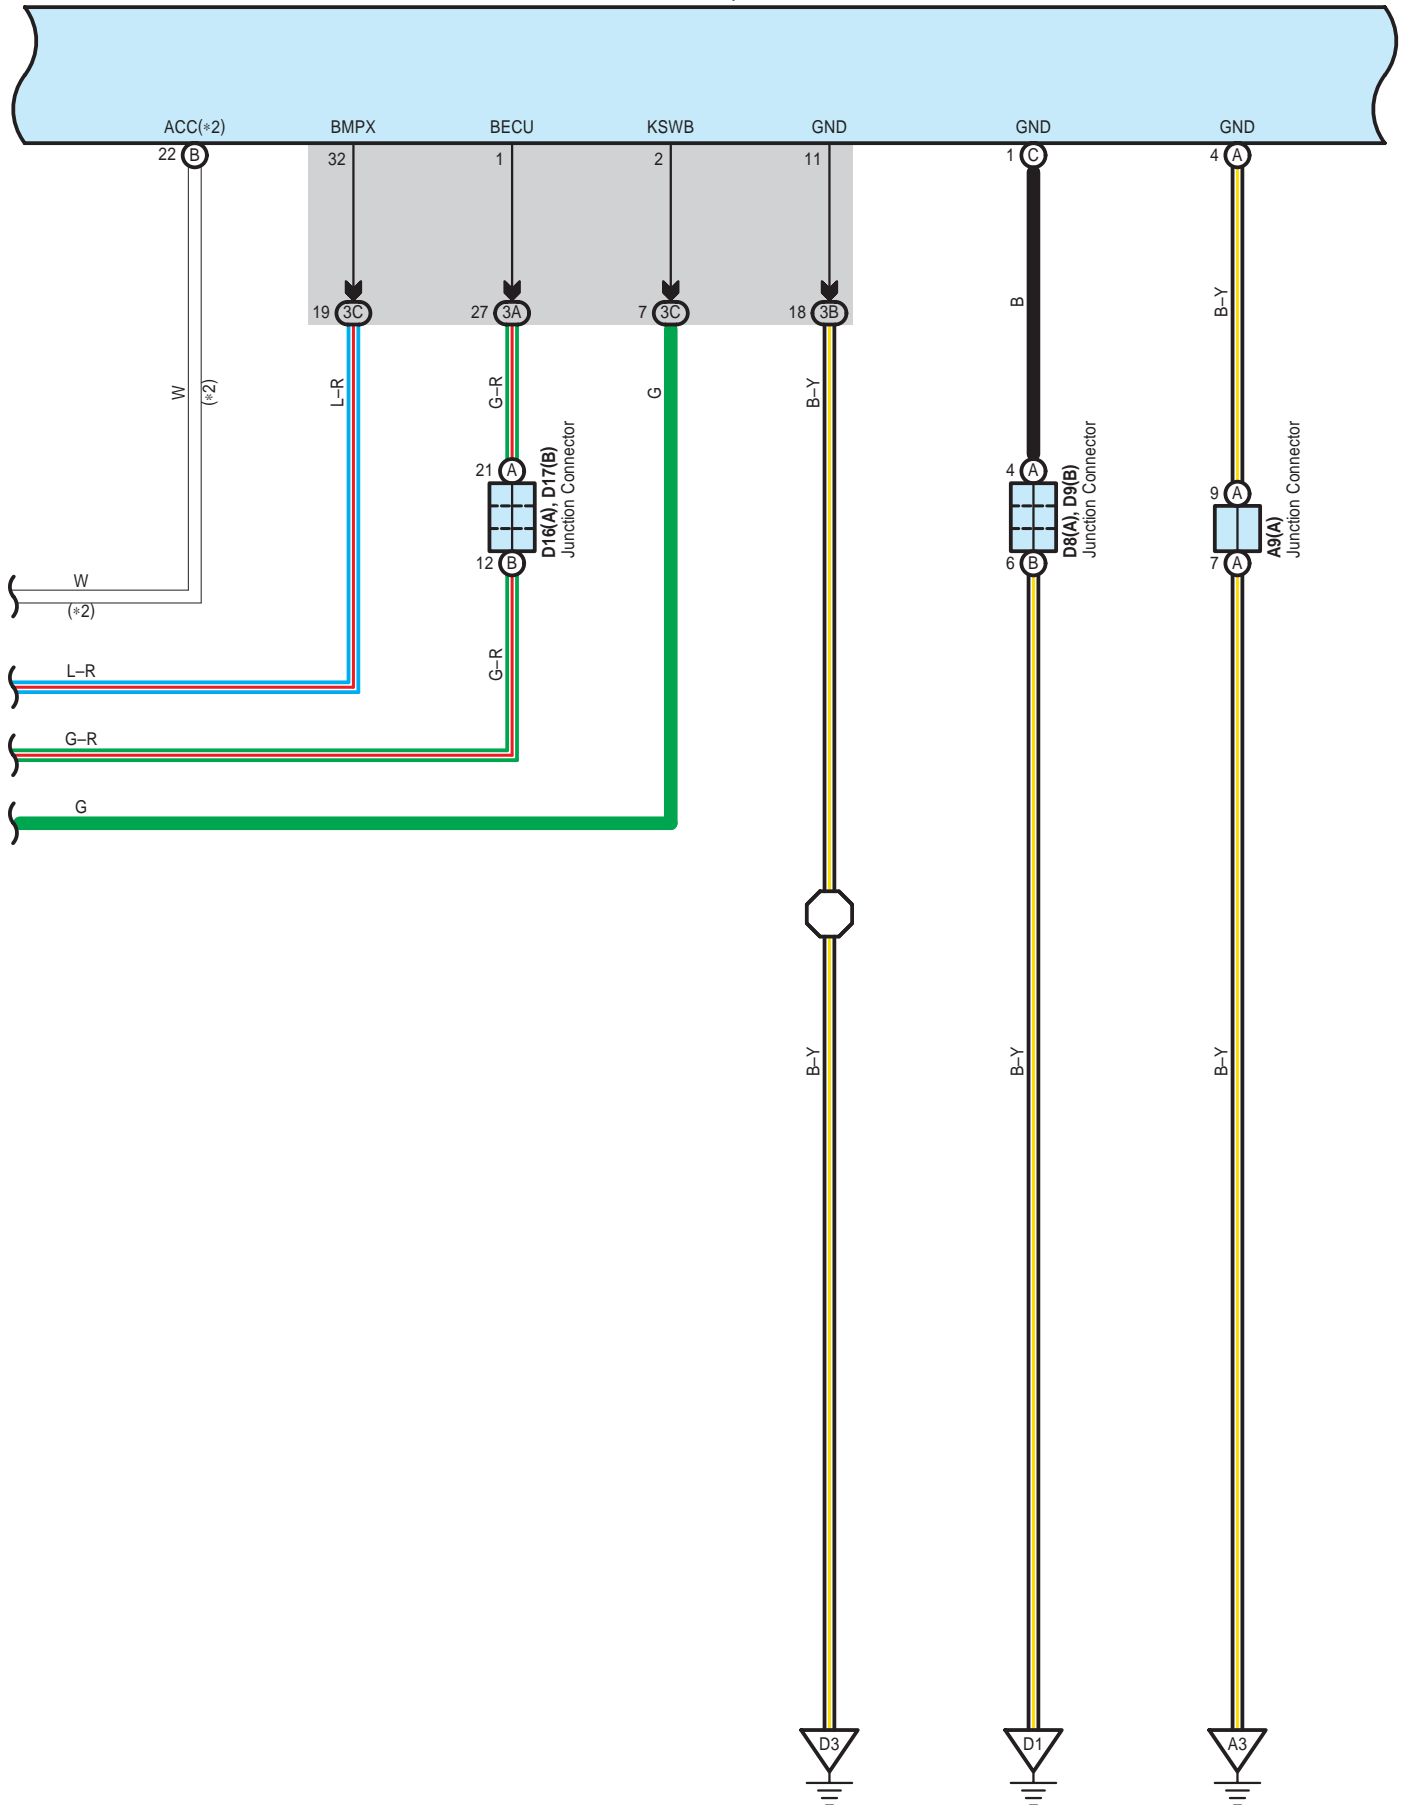 ACC(∗2) BMPX BECU KSWB GND GND GND
22 B 32 1 2 11 1 C 4 A
19 3C 27 3A 7 3C 18 3B
B B–Y
W (∗2) L–R G–R G B–Y
21 A 4 A 9 A
D16(A), D17(B)
Junction Connector
D8(A), D9(B)
Junction Connector
A9(A)
Junction Connector
12 B 6 B 7 A
W
(∗2)
L–R
G–R
G–R
G
B–Y B–Y B–Y
D3 D1 A3